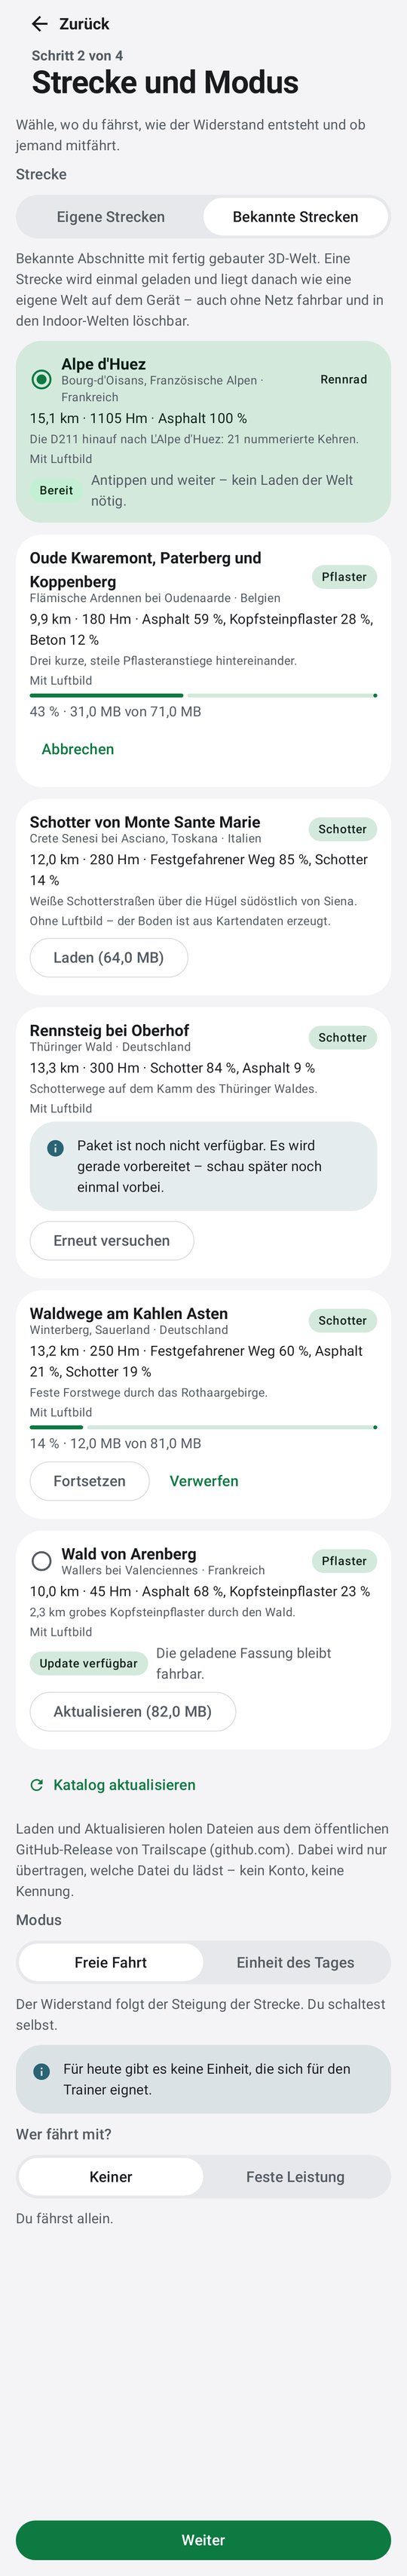 Zurück
Schritt 2 von 4
Strecke und Modus
Wähle, wo du fährst, wie der Widerstand entsteht und ob
jemand mitfährt.
Strecke
Eigene Strecken
Bekannte Strecken
Bekannte Abschnitte mit fertig gebauter 3D-Welt. Eine
Strecke wird einmal geladen und liegt danach wie eine
eigene Welt auf dem Gerät – auch ohne Netz fahrbar und in
den Indoor-Welten löschbar.
Alpe d'Huez
Bourg-d'Oisans, Französische Alpen ·
Frankreich
Rennrad
15,1 km · 1105 Hm · Asphalt 100 %
Die D211 hinauf nach L'Alpe d'Huez: 21 nummerierte Kehren.
Mit Luftbild
Bereit
Antippen und weiter – kein Laden der Welt
nötig.
Oude Kwaremont, Paterberg und
Koppenberg
Flämische Ardennen bei Oudenaarde · Belgien
Pflaster
9,9 km · 180 Hm · Asphalt 59 %, Kopfsteinpflaster 28 %,
Beton 12 %
Drei kurze, steile Pflasteranstiege hintereinander.
Mit Luftbild
43 % · 31,0 MB von 71,0 MB
Abbrechen
Schotter von Monte Sante Marie
Crete Senesi bei Asciano, Toskana · Italien
Schotter
12,0 km · 280 Hm · Festgefahrener Weg 85 %, Schotter
14 %
Weiße Schotterstraßen über die Hügel südöstlich von Siena.
Ohne Luftbild – der Boden ist aus Kartendaten erzeugt.
Laden (64,0 MB)
Rennsteig bei Oberhof
Thüringer Wald · Deutschland
Schotter
13,3 km · 300 Hm · Schotter 84 %, Asphalt 9 %
Schotterwege auf dem Kamm des Thüringer Waldes.
Mit Luftbild
Paket ist noch nicht verfügbar. Es wird
gerade vorbereitet – schau später noch
einmal vorbei.
Erneut versuchen
Waldwege am Kahlen Asten
Winterberg, Sauerland · Deutschland
Schotter
13,2 km · 250 Hm · Festgefahrener Weg 60 %, Asphalt
21 %, Schotter 19 %
Feste Forstwege durch das Rothaargebirge.
Mit Luftbild
14 % · 12,0 MB von 81,0 MB
Fortsetzen
Verwerfen
Wald von Arenberg
Wallers bei Valenciennes · Frankreich
Pflaster
10,0 km · 45 Hm · Asphalt 68 %, Kopfsteinpflaster 23 %
2,3 km grobes Kopfsteinpflaster durch den Wald.
Mit Luftbild
Update verfügbar
Die geladene Fassung bleibt
fahrbar.
Aktualisieren (82,0 MB)
Katalog aktualisieren
Laden und Aktualisieren holen Dateien aus dem öffentlichen
GitHub-Release von Trailscape (github.com). Dabei wird nur
übertragen, welche Datei du lädst – kein Konto, keine
Kennung.
Modus
Freie Fahrt
Einheit des Tages
Der Widerstand folgt der Steigung der Strecke. Du schaltest
selbst.
Für heute gibt es keine Einheit, die sich für den
Trainer eignet.
Wer fährt mit?
Keiner
Feste Leistung
Du fährst allein.
Weiter